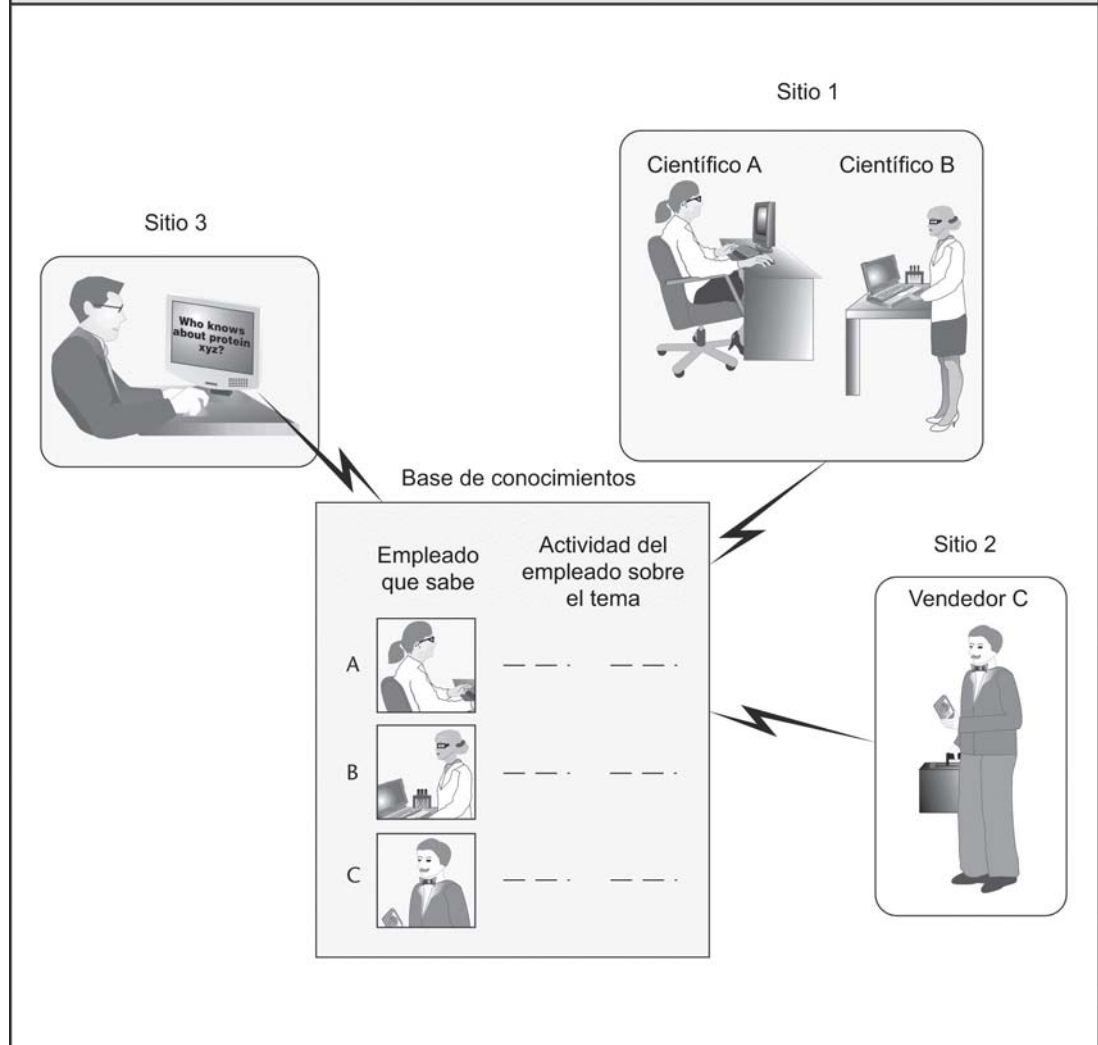 Sitio 1
Científico A
Científico B
Sitio 3
Who knows
about protein
xyz?
Base de conocimientos
Empleado
que sabe
Actividad del
empleado sobre
el tema
A
B
C
Sitio 2
Vendedor C